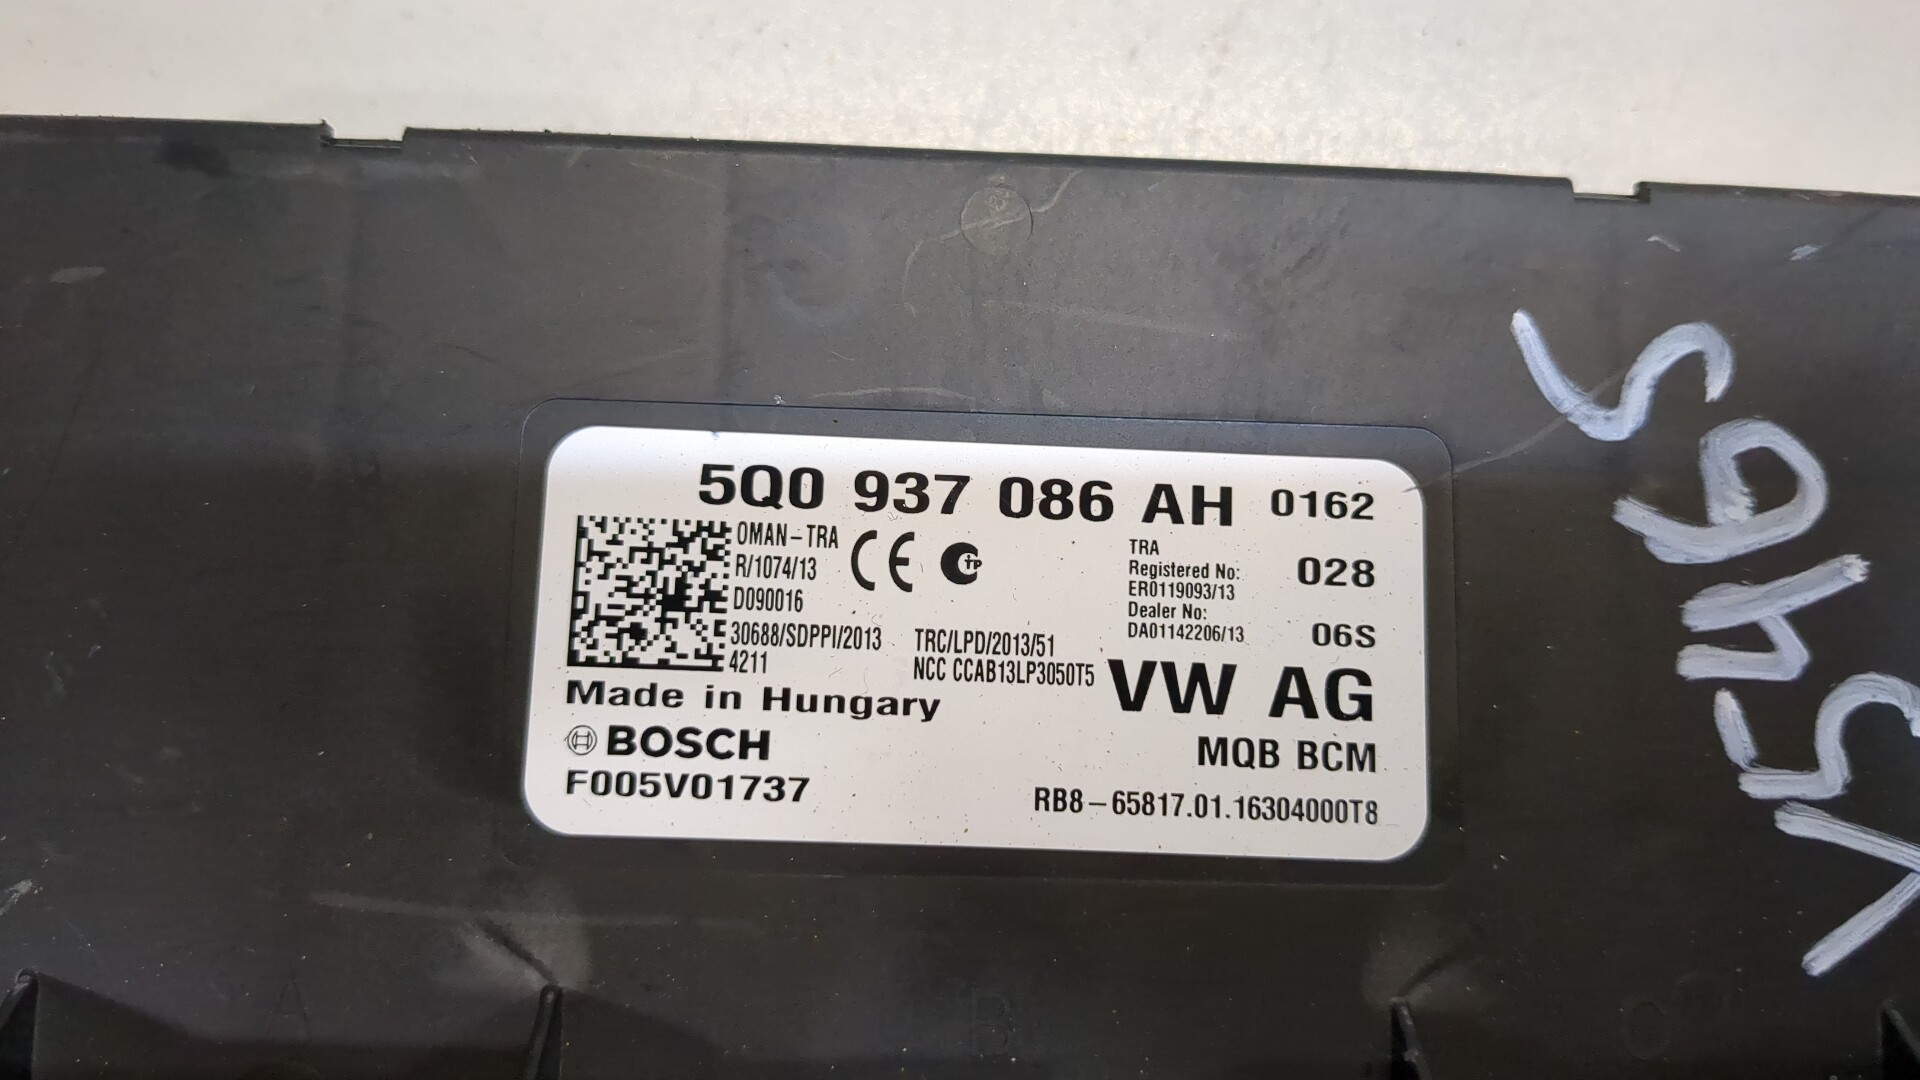 5Q0 937 086 AH 0162
OMAN-TRA
R/1074/13
D090016
30688/SDPPI/2013
4211
CE
TP
TRC/LPD/2013/51
NCC CCAB13LP3050T5
TRA
Registered No:
ER0119093/13
Dealer No:
DA01142206/13
028
06S
VW AG
MQB BCM
Made in Hungary
BOSCH
F005V01737
RB8-65817.01.16304000T8
A
B
C